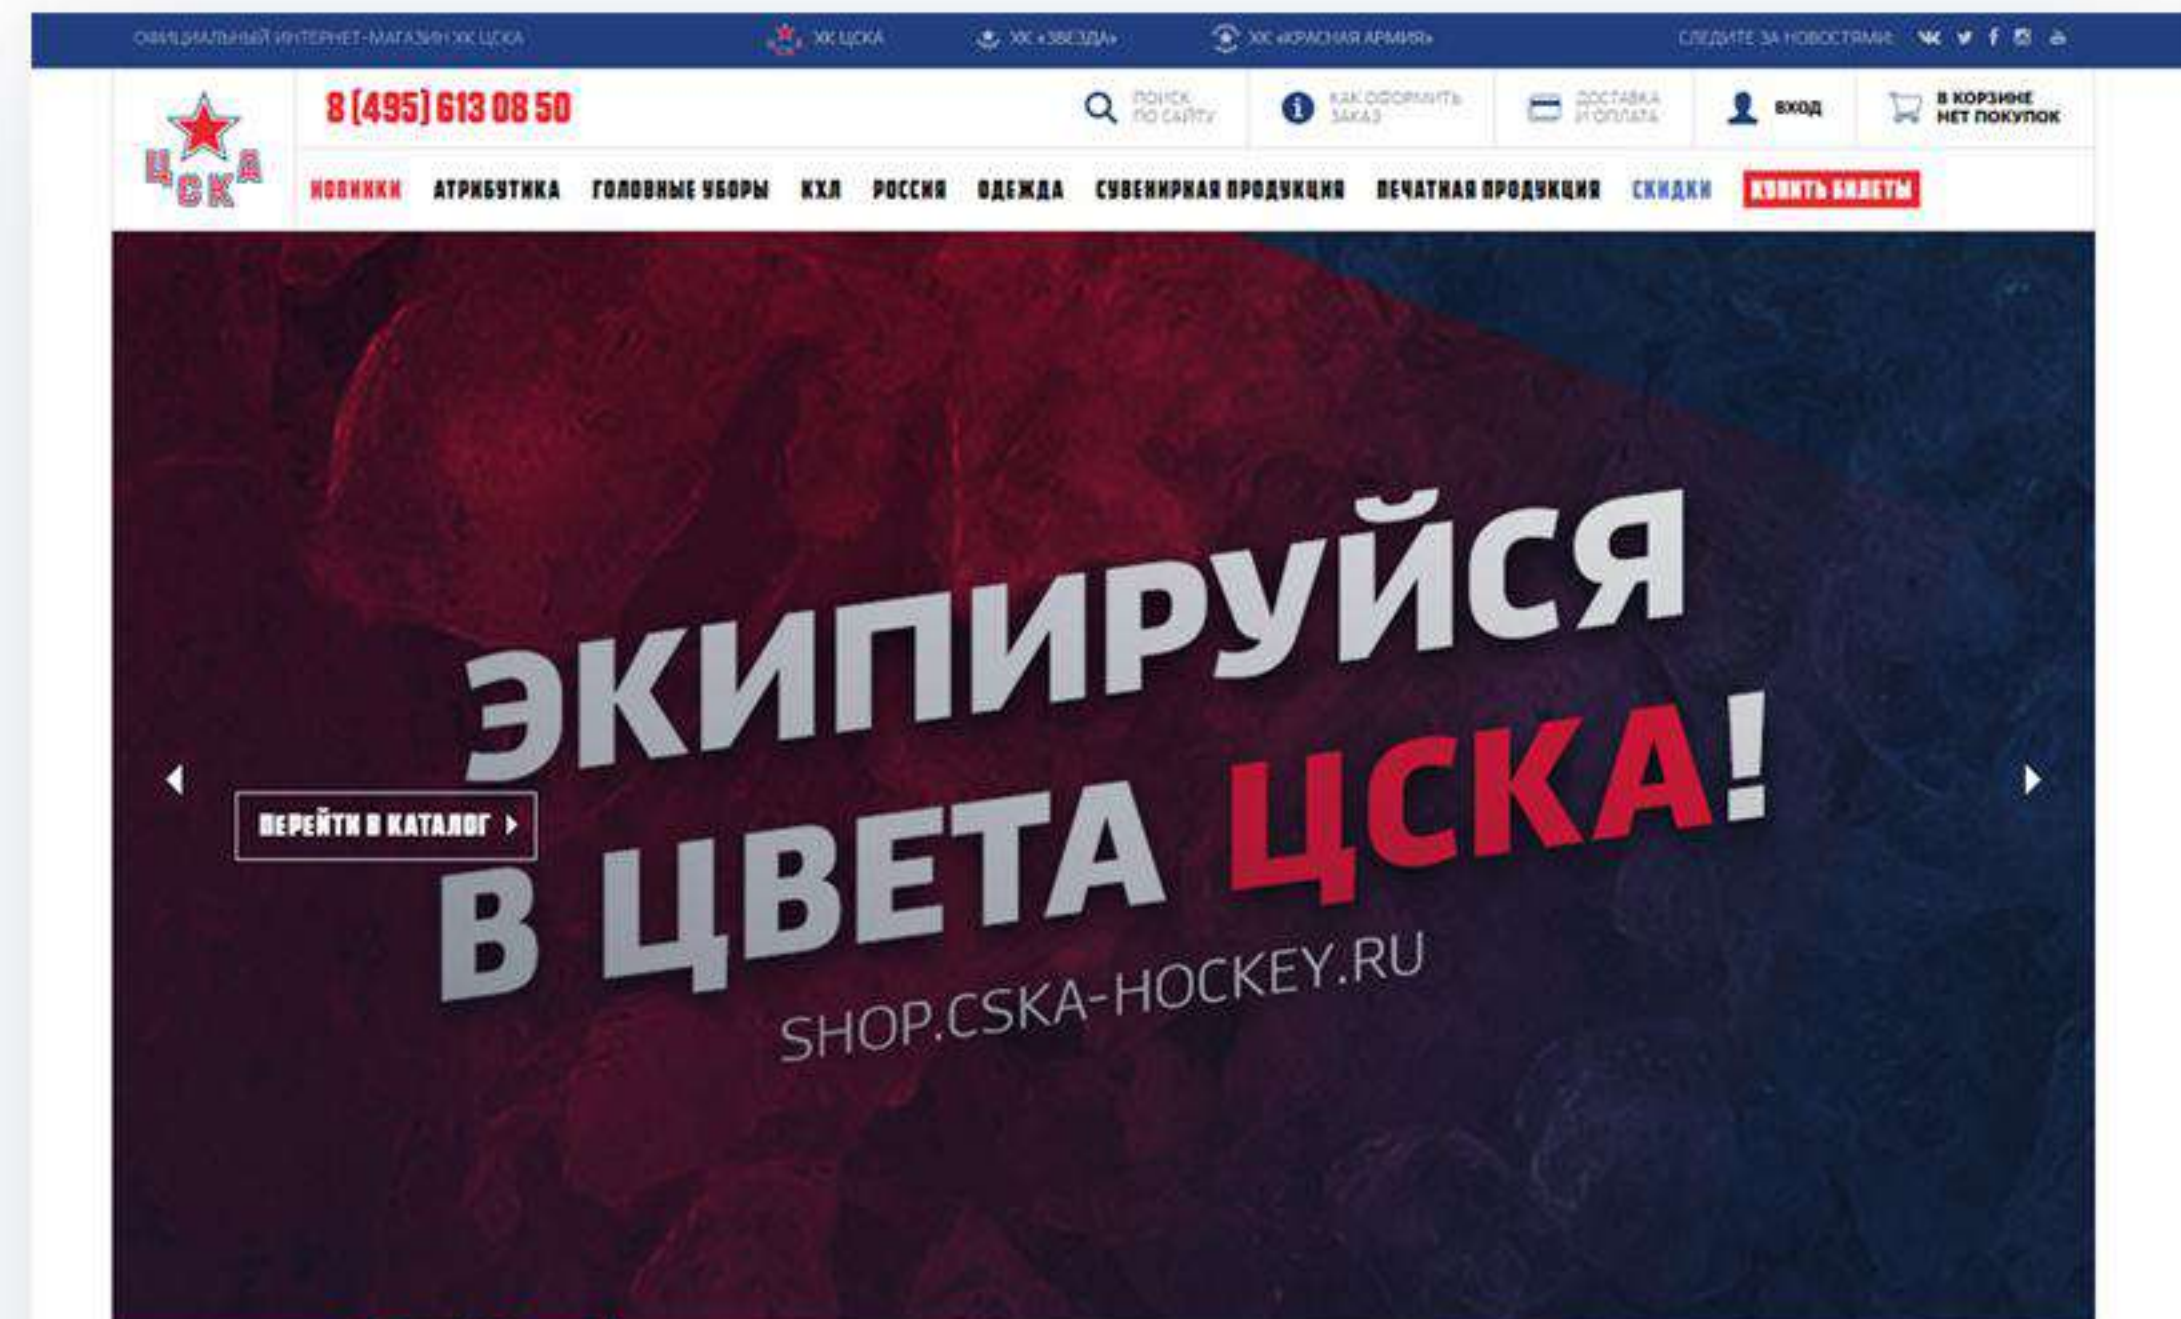 ОФИЦИАЛЬНЫЙ ИНТЕРНЕТ-МАГАЗИН ХК ЦСКА
ХК ЦСКА
ХК «ЗВЕЗДА»
ХК «КРАСНАЯ АРМИЯ»
СЛЕДИТЕ ЗА НОВОСТЯМИ:
ЦСКА
8 (495) 613 08 50
ПОИСК
ПО САЙТУ
КАК ОФОРМИТЬ
ЗАКАЗ
ДОСТАВКА
И ОПЛАТА
ВХОД
В КОРЗИНЕ
НЕТ ПОКУПОК
НОВИНКИ
АТРИБУТИКА
ГОЛОВНЫЕ УБОРЫ
КХЛ
РОССИЯ
ОДЕЖДА
СУВЕНИРНАЯ ПРОДУКЦИЯ
ПЕЧАТНАЯ ПРОДУКЦИЯ
СКИДКИ
КУПИТЬ БИЛЕТЫ
ЭКИПИРУЙСЯ
В ЦВЕТА ЦСКА!
ПЕРЕЙТИ В КАТАЛОГ
SHOP.CSKA-HOCKEY.RU